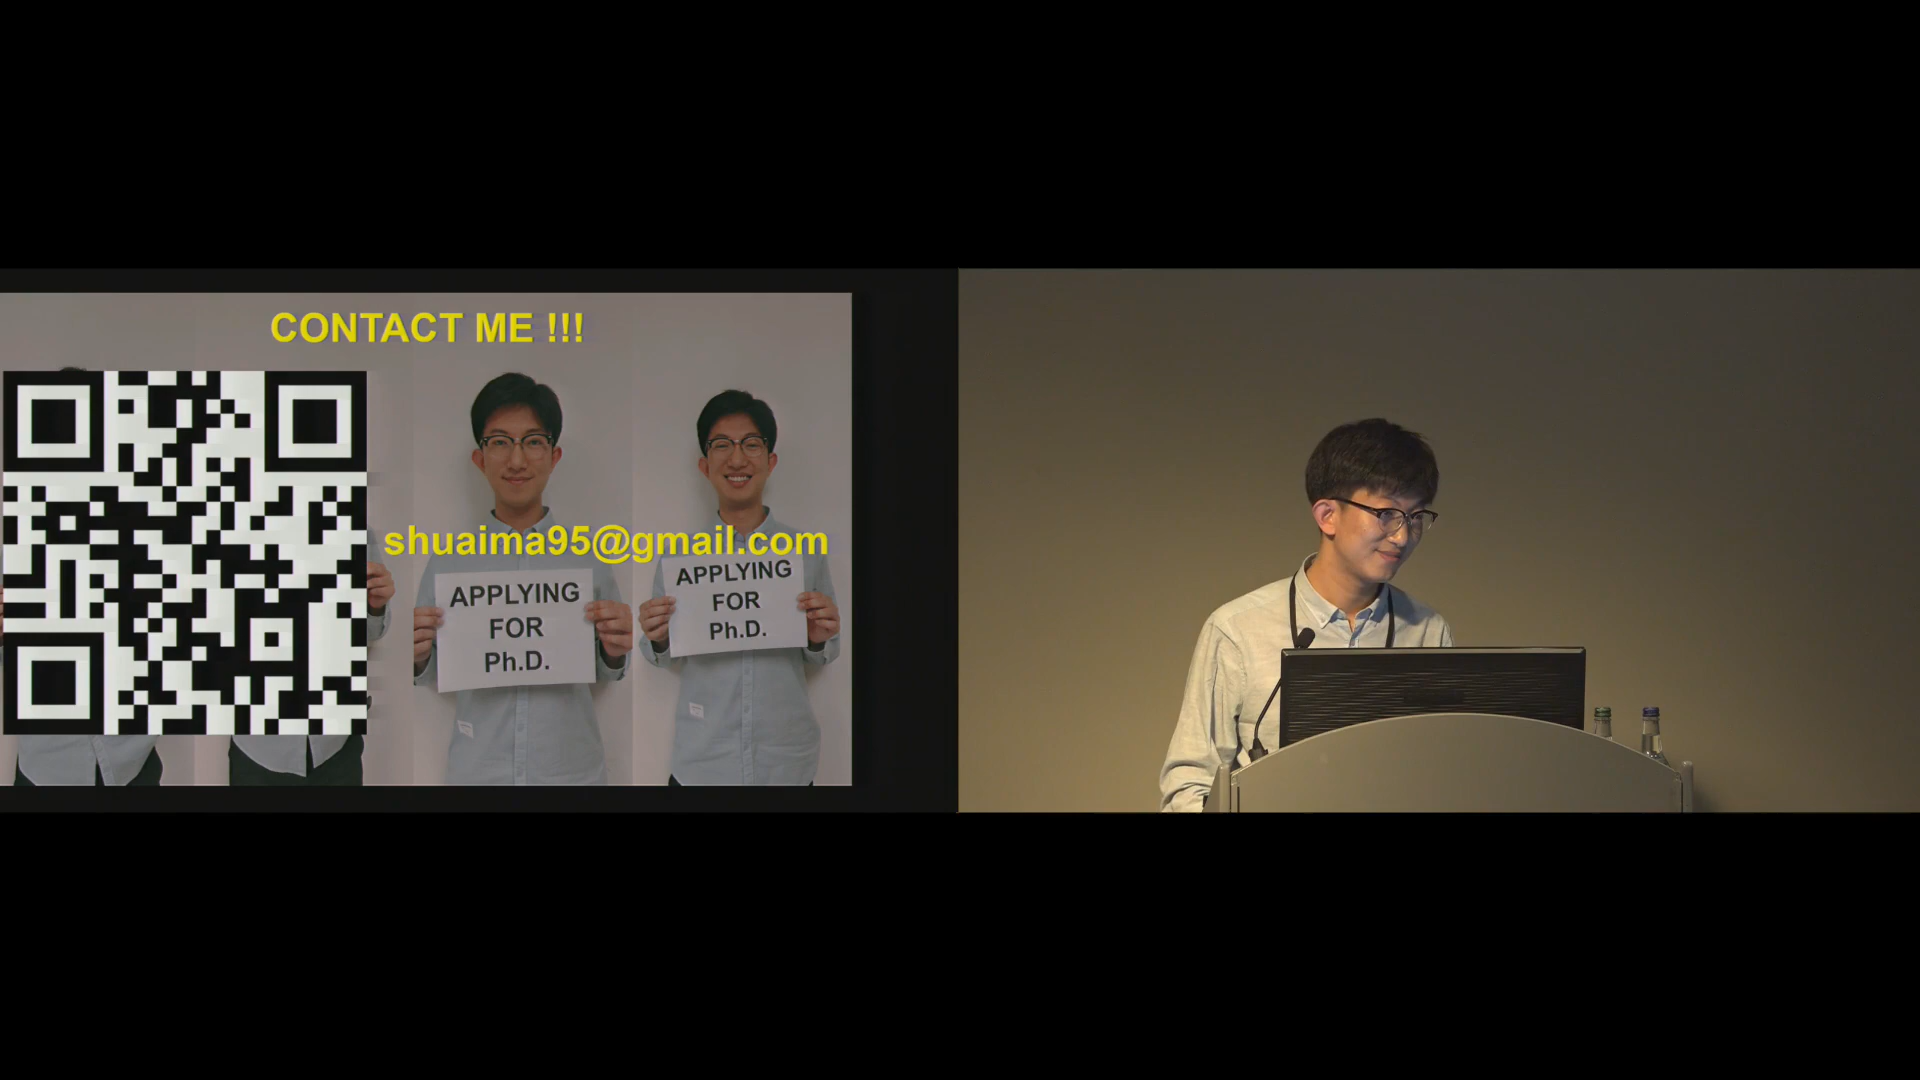 CONTACT ME !!!
shuaima95@gmail.com
APPLYING
FOR
Ph.D.
APPLYING
FOR
Ph.D.